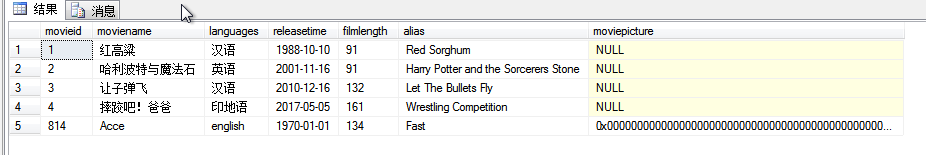 结果 消息
movieid moviename languages releasetime filmlength alias moviepicture
1 1 红高粱 汉语 1988-10-10 91 Red Sorghum NULL
2 2 哈利波特与魔法石 英语 2001-11-16 91 Harry Potter and the Sorcerers Stone NULL
3 3 让子弹飞 汉语 2010-12-16 132 Let The Bullets Fly NULL
4 4 摔跤吧！爸爸 印地语 2017-05-05 161 Wrestling Competition NULL
5 814 Acce english 1970-01-01 134 Fast 0x00000000000000000000000000000000000000000000000...